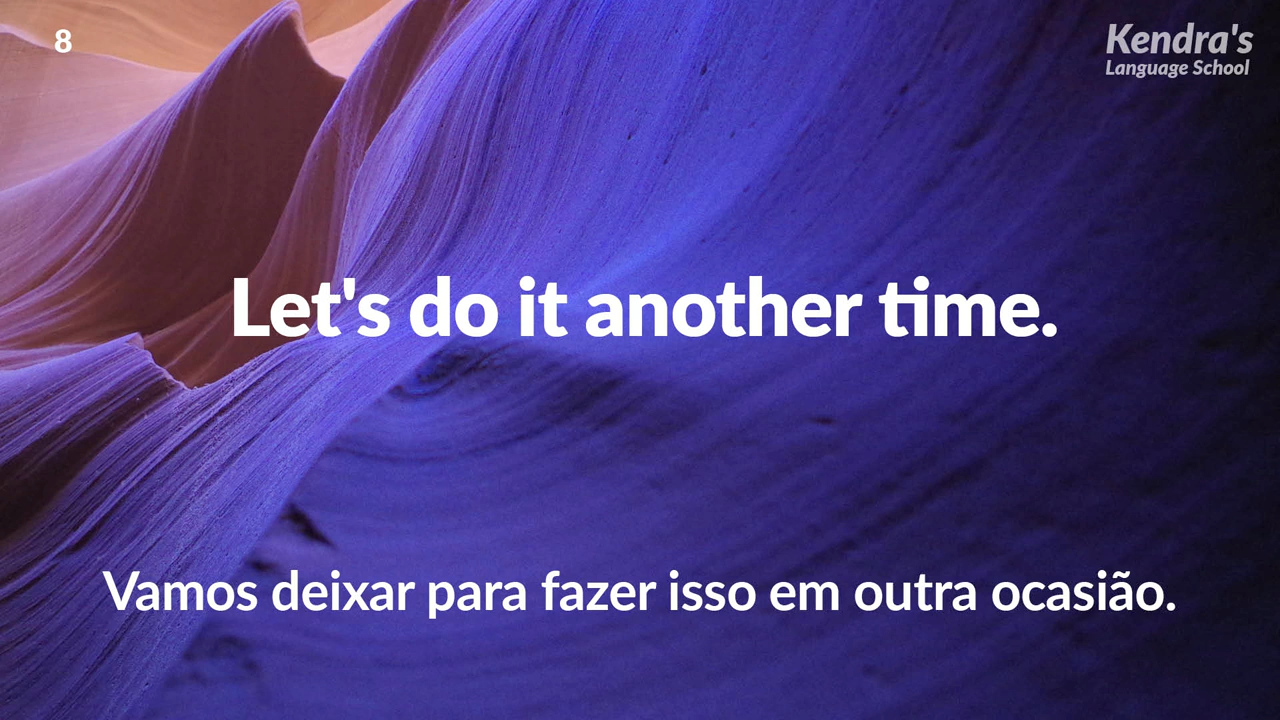 8
Kendra's
Language School
Let's do it another time.
Vamos deixar para fazer isso em outra ocasião.